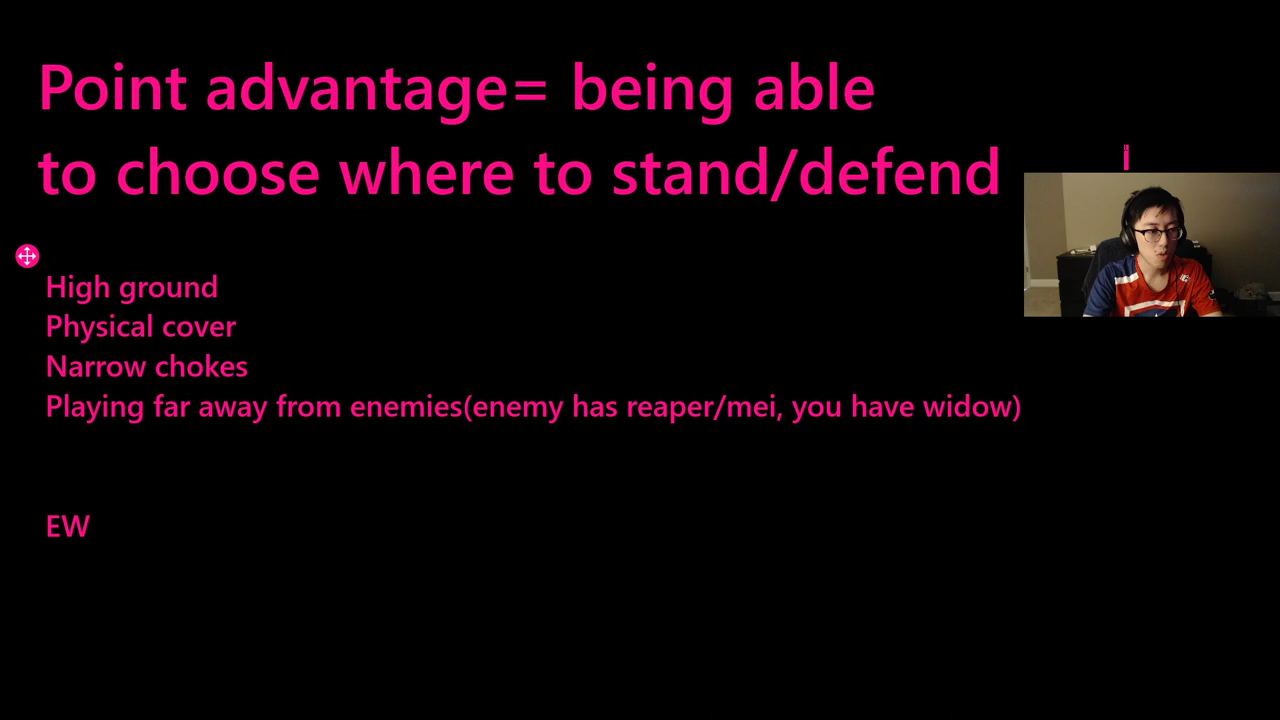 Point advantage= being able
to choose where to stand/defend
High ground
Physical cover
Narrow chokes
Playing far away from enemies(enemy has reaper/mei, you have widow)
EW